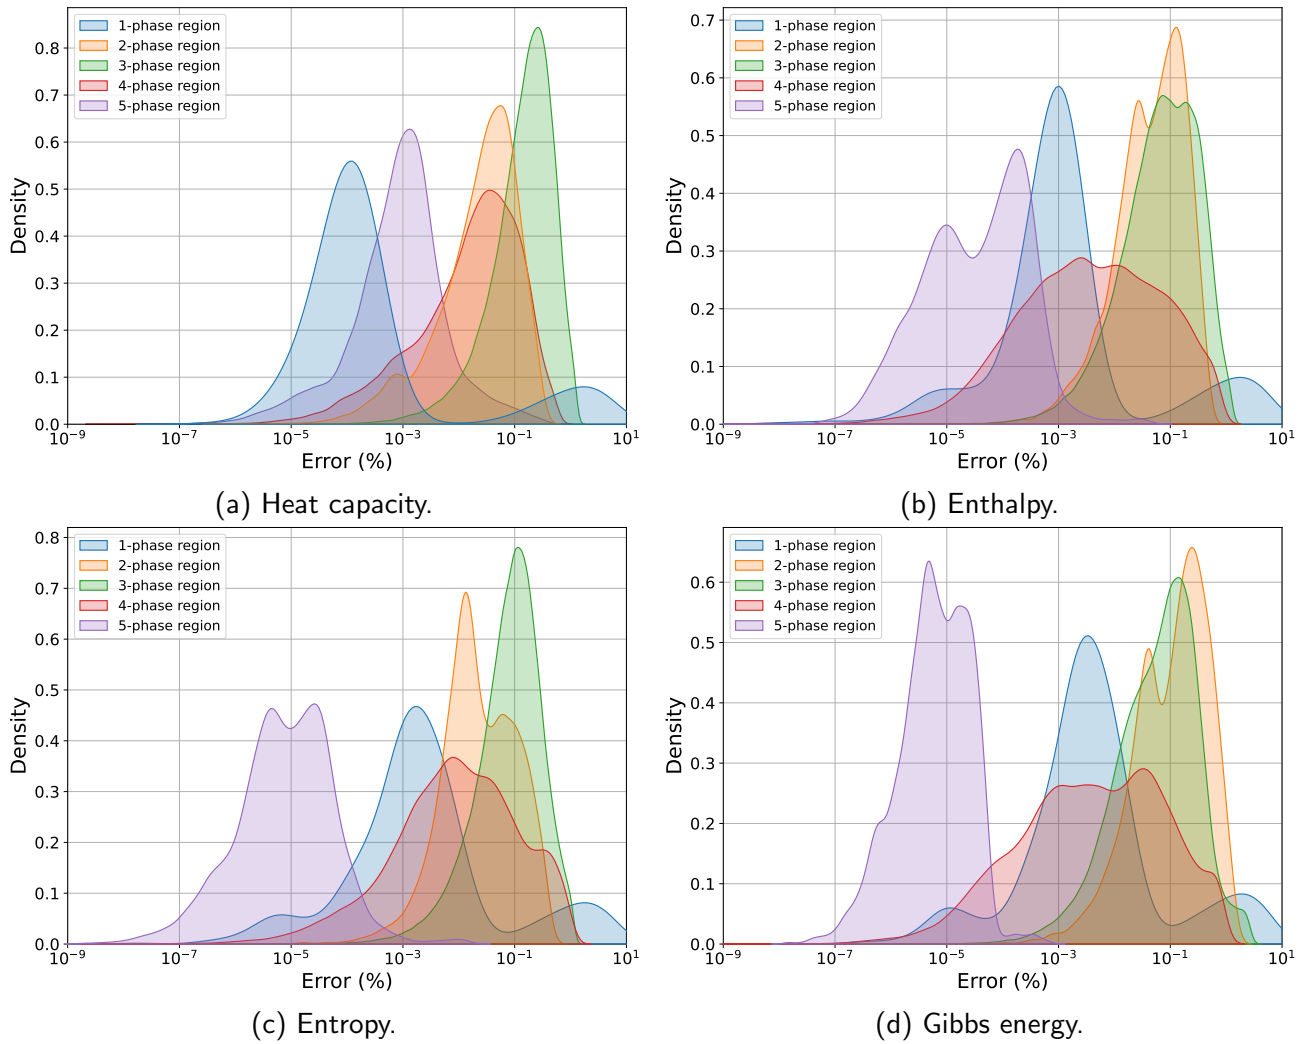 0.8
0.7
0.6
0.5
0.4
0.3
0.2
0.1
0.0
Density
1-phase region
2-phase region
3-phase region
4-phase region
5-phase region
10⁻⁹ 10⁻⁷ 10⁻⁵ 10⁻³ 10⁻¹ 10¹
Error (%)
(a) Heat capacity.
0.7
0.6
0.5
0.4
0.3
0.2
0.1
0.0
Density
1-phase region
2-phase region
3-phase region
4-phase region
5-phase region
10⁻⁹ 10⁻⁷ 10⁻⁵ 10⁻³ 10⁻¹ 10¹
Error (%)
(b) Enthalpy.
0.8
0.7
0.6
0.5
0.4
0.3
0.2
0.1
0.0
Density
1-phase region
2-phase region
3-phase region
4-phase region
5-phase region
10⁻⁹ 10⁻⁷ 10⁻⁵ 10⁻³ 10⁻¹ 10¹
Error (%)
(c) Entropy.
0.6
0.5
0.4
0.3
0.2
0.1
0.0
Density
1-phase region
2-phase region
3-phase region
4-phase region
5-phase region
10⁻⁹ 10⁻⁷ 10⁻⁵ 10⁻³ 10⁻¹ 10¹
Error (%)
(d) Gibbs energy.